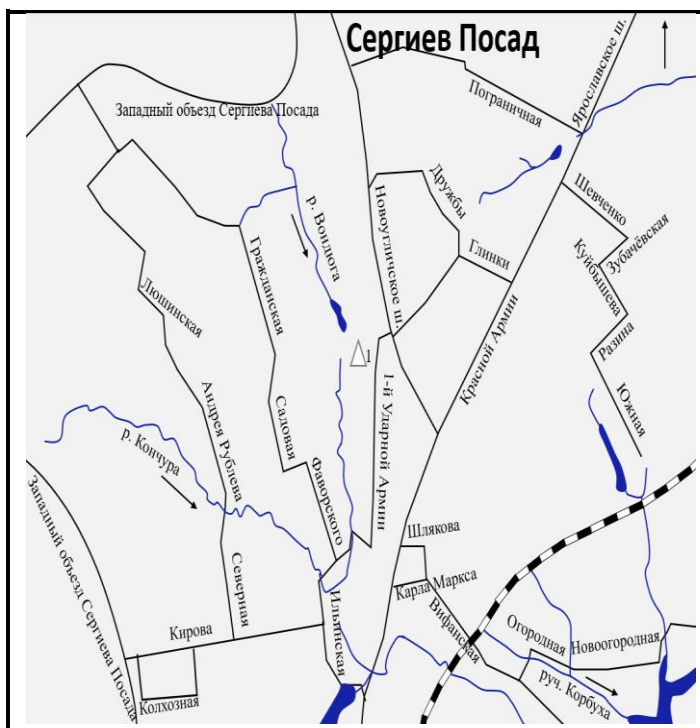 Сергиев Посад
Ярославское ш.
Пограничная
Западный объезд Сергиева Посада
Дружбы
Шевченко
р. Вондюга
Новоугличское ш.
Зубачёвская
Гражданская
Глинки
Куйбышева
Люшинская
Красной Армии
Разина
1
Южная
1-й Ударной Армии
Садовая
Андрея Рублева
р. Кончура
Фаворского
Западный объезд Сергиева Посада
Шлякова
Северная
Карла Маркса
Ильинская
Вифанская
Кирова
Огородная
Новоогородная
руч. Корбуха
Колхозная